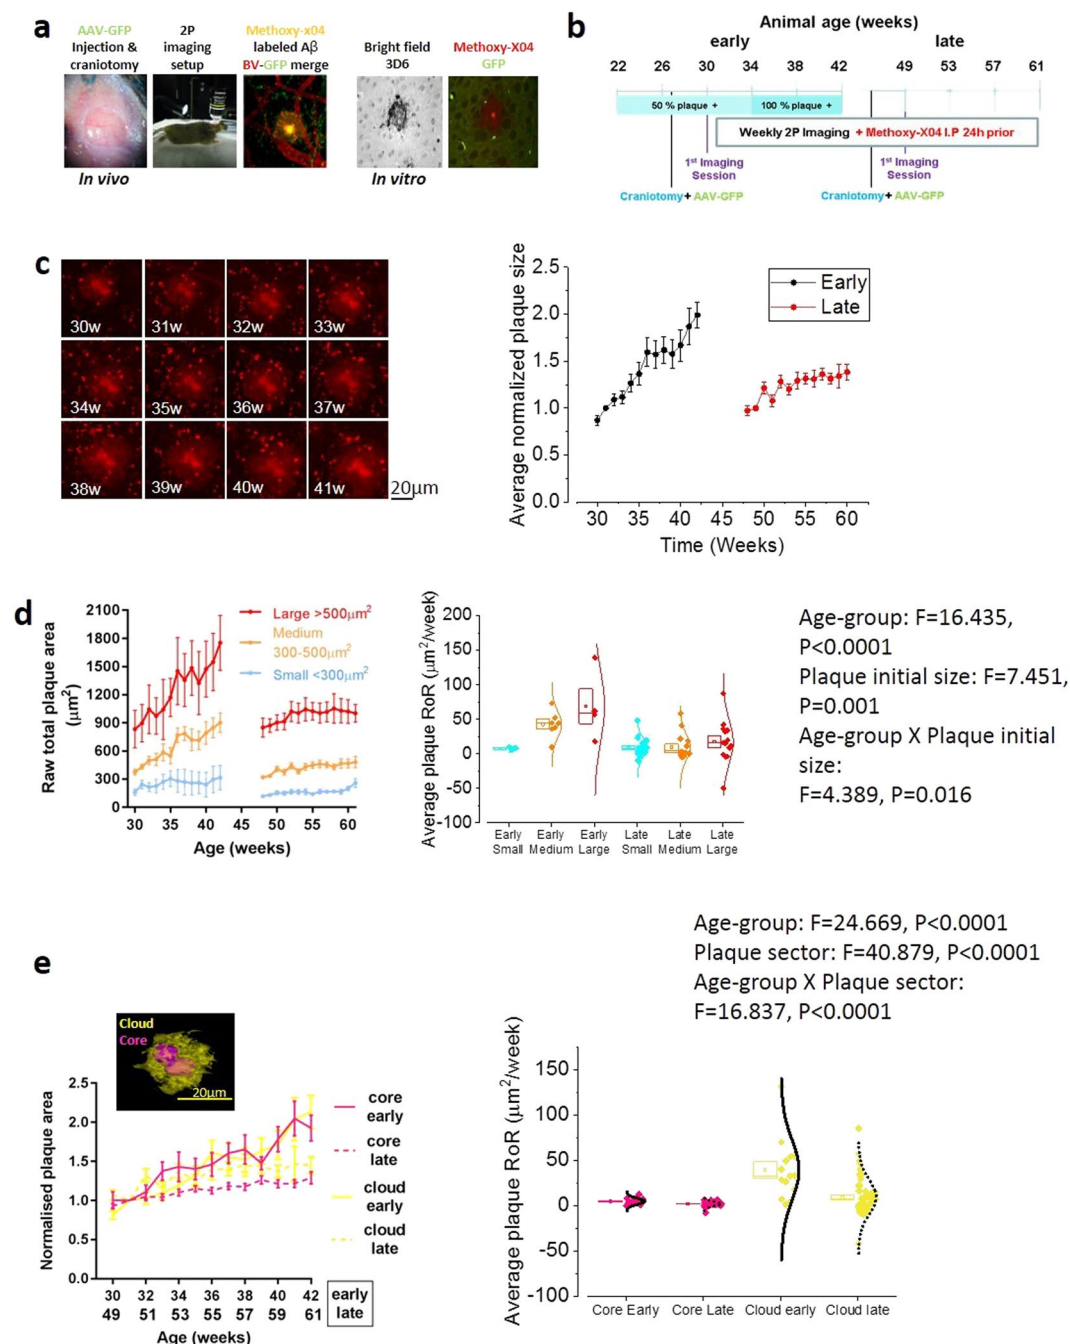 a
AAV-GFP
Injection &
craniotomy
2P
imaging
setup
Methoxy-x04
labeled Aβ
BV-GFP merge
Bright field
3D6
Methoxy-X04
GFP
In vivo
In vitro
b
Animal age (weeks)
early
late
22 26 30 34 38 42 49 53 57 61
50 % plaque +
100 % plaque +
Weekly 2P Imaging + Methoxy-X04 I.P 24h prior
1st Imaging
Session
1st Imaging
Session
Craniotomy+ AAV-GFP
Craniotomy+ AAV-GFP
c
30w
31w
32w
33w
34w
35w
36w
37w
38w
39w
40w
41w
20μm
Average normalized plaque size
2.5
2.0
1.5
1.0
0.5
0.0
Early
Late
30 35 40 45 50 55 60
Time (Weeks)
d
Raw total plaque area
(μm²)
2100
1800
1500
1200
900
600
300
0
Large >500μm²
Medium
300-500μm²
Small <300μm²
30 35 40 45 50 55 60
Age (weeks)
Average plaque RoR (μm²/week)
200
150
100
50
0
-50
-100
Early
Small
Early
Medium
Early
Large
Late
Small
Late
Medium
Late
Large
Age-group: F=16.435,
P<0.0001
Plaque initial size: F=7.451,
P=0.001
Age-group X Plaque initial
size:
F=4.389, P=0.016
e
Cloud
Core
20μm
Normalised plaque area
2.5
2.0
1.5
1.0
0.5
0.0
core
early
core
late
cloud
early
cloud
late
30 32 34 36 38 40 42 early
49 51 53 55 57 59 61 late
Age (weeks)
Age-group: F=24.669, P<0.0001
Plaque sector: F=40.879, P<0.0001
Age-group X Plaque sector:
F=16.837, P<0.0001
Average plaque RoR (μm²/week)
150
100
50
0
-50
-100
Core Early
Core Late
Cloud early
Cloud late